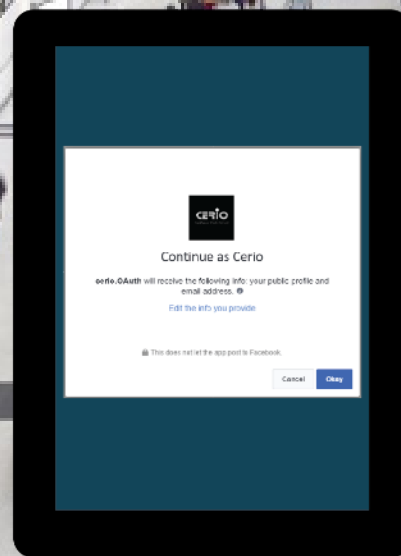 CERIO
Continue as Cerio
cerio.OAuth will receive the following info: your public profile and
email address.
Edit the info you provide
This does not let the app post to Facebook.
Cancel
Okay